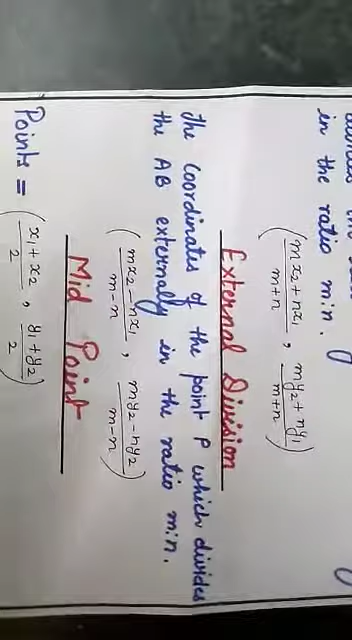 in the ratio m:n.
(mx₂+nx₁/m+n , my₂+ny₁/m+n)
External Division
The coordinates of the point P which divides
the AB externally in the ratio m:n.
(mx₂-nx₁/m-n , my₂-ny₂/m-n)
Mid Point
Points = (x₁+x₂/2 , y₁+y₂/2)